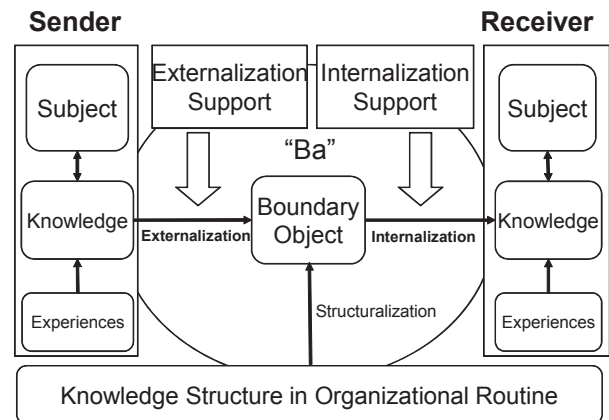 Sender
Receiver
Externalization
Support
Internalization
Support
Subject
Subject
"Ba"
Knowledge
Externalization
Boundary
Object
Internalization
Knowledge
Structuralization
Experiences
Experiences
Knowledge Structure in Organizational Routine